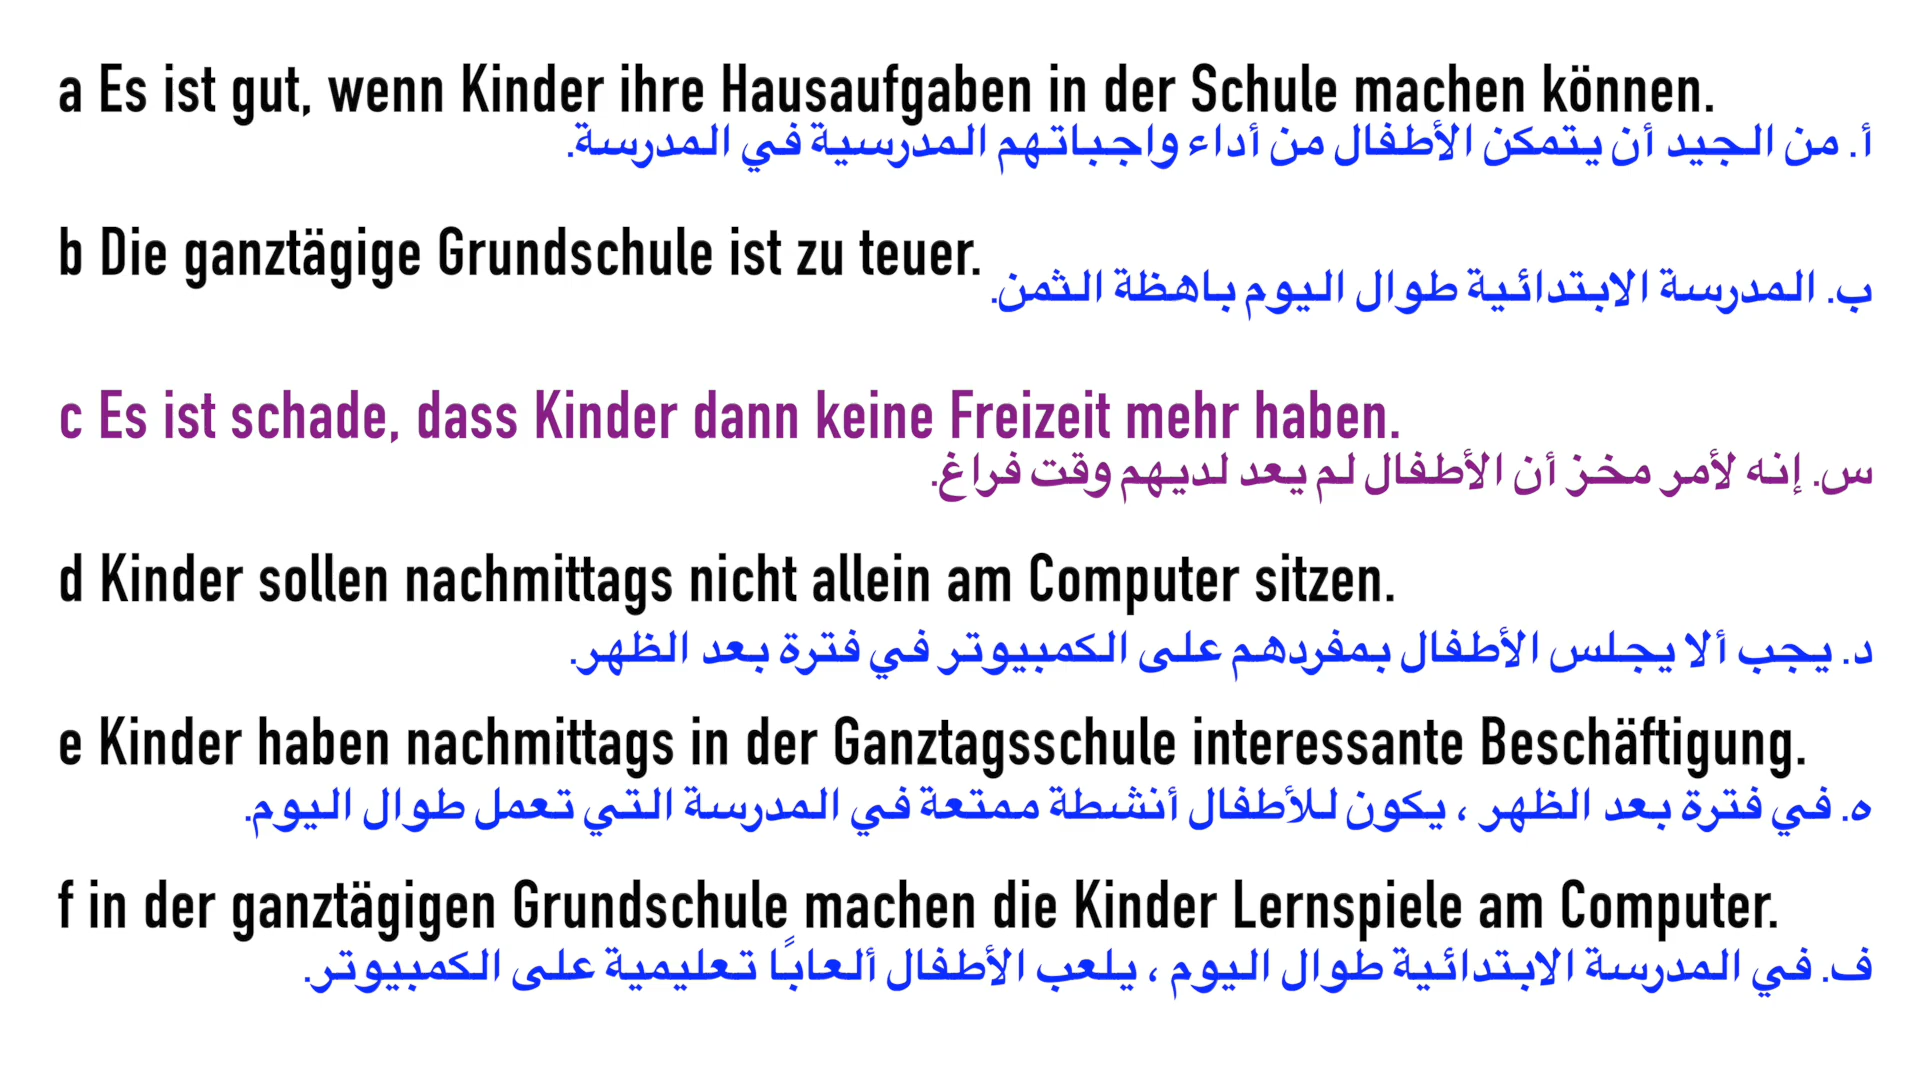 a Es ist gut, wenn Kinder ihre Hausaufgaben in der Schule machen können.
أ. من الجيد أن يتمكن الأطفال من أداء واجباتهم المدرسية في المدرسة.
b Die ganztägige Grundschule ist zu teuer.
ب. المدرسة الابتدائية طوال اليوم باهظة الثمن.
c Es ist schade, dass Kinder dann keine Freizeit mehr haben.
س. إنه لأمر مخز أن الأطفال لم يعد لديهم وقت فراغ.
d Kinder sollen nachmittags nicht allein am Computer sitzen.
د. يجب ألا يجلس الأطفال بمفردهم على الكمبيوتر في فترة بعد الظهر.
e Kinder haben nachmittags in der Ganztagsschule interessante Beschäftigung.
ه. في فترة بعد الظهر ، يكون للأطفال أنشطة ممتعة في المدرسة التي تعمل طوال اليوم.
f in der ganztägigen Grundschule machen die Kinder Lernspiele am Computer.
ف. في المدرسة الابتدائية طوال اليوم ، يلعب الأطفال ألعابًا تعليمية على الكمبيوتر.